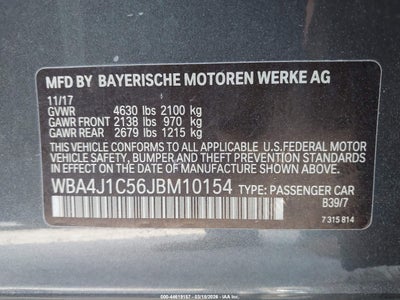 MFD BY BAYERISCHE MOTOREN WERKE AG
11/17
GVWR 4630 lbs 2100 kg
GAWR FRONT 2138 lbs 970 kg
GAWR REAR 2679 lbs 1215 kg
THIS VEHICLE CONFORMS TO ALL APPLICABLE U.S.FEDERAL MOTOR
VEHICLE SAFETY, BUMPER, AND THEFT PREVENTION STANDARDS
IN EFFECT ON THE DATE OF MANUFACTURE SHOWN ABOVE.
WBA4J1C56JBM10154 TYPE: PASSENGER CAR
B39/7
7 315 814